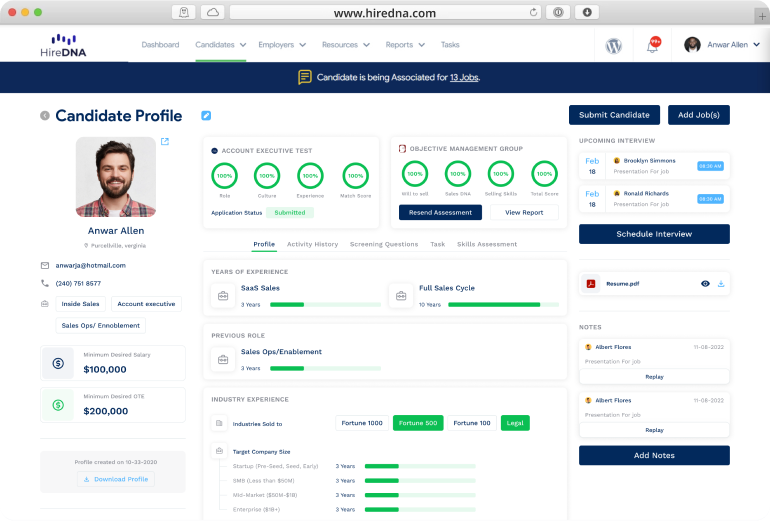 www.hiredna.com
HireDNA
Dashboard
Candidates
Employers
Resources
Reports
Tasks
99+
Anwar Allen
Candidate is being Associated for 13 Jobs.
Candidate Profile
Submit Candidate
Add Job(s)
Anwar Allen
Purcellville, verginia
anwarja@hotmail.com
(240) 751 8577
Inside Sales
Account executive
Sales Ops/ Ennoblement
Minimum Desired Salary
$100,000
Minimum Desired OTE
$200,000
Profile created on 10-23-2020
Download Profile
ACCOUNT EXECUTIVE TEST
100%
100%
100%
100%
Role
Culture
Experience
Match Score
Application Status
Submitted
OBJECTIVE MANAGEMENT GROUP
100%
100%
100%
100%
Will to sell
Sales DNA
Selling Skills
Total Score
Resend Assessment
View Report
Profile
Activity History
Screening Questions
Task
Skills Assessment
YEARS OF EXPERIENCE
SaaS Sales
3 Years
Full Sales Cycle
10 Years
PREVIOUS ROLE
Sales Ops/Enablement
3 Years
INDUSTRY EXPERIENCE
Industries Sold to
Fortune 1000
Fortune 500
Fortune 100
Legal
Target Company Size
Startup (Pre-Seed, Seed, Early)
3 Years
SMB (Less than $50M)
3 Years
Mid-Market ($50M-$1B)
3 Years
Enterprise ($1B+)
3 Years
UPCOMING INTERVIEW
Feb
18
Brooklyn Simmons
Presentation For job
08:30 AM
Feb
18
Ronald Richards
Presentation For job
08:30 AM
Schedule Interview
Resume.pdf
NOTES
Albert Flores
11-08-2022
Presentation For job
Replay
Albert Flores
11-08-2022
Presentation For job
Replay
Add Notes